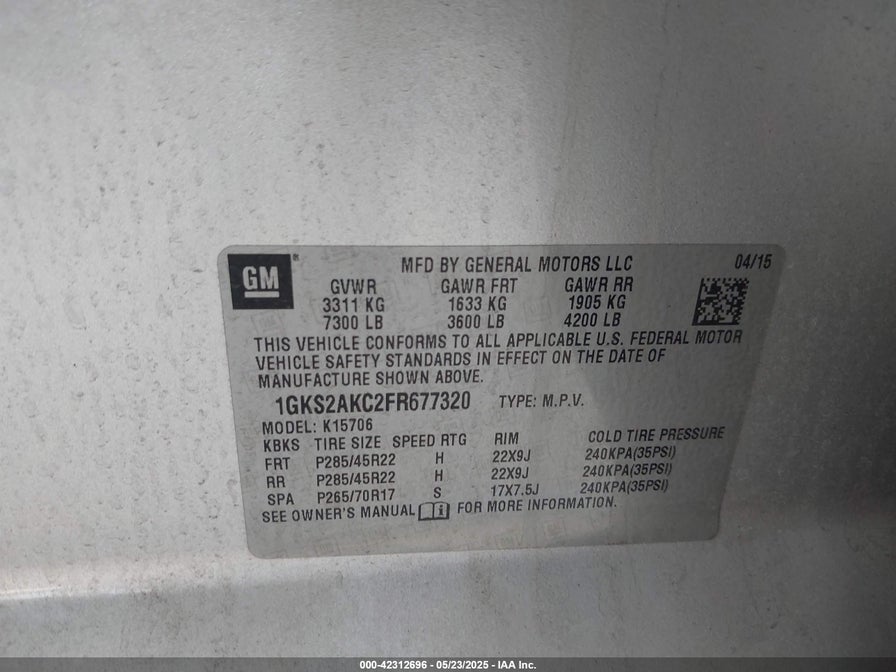 GM
MFD BY GENERAL MOTORS LLC 04/15
GVWR GAWR FRT GAWR RR
3311 KG 1633 KG 1905 KG
7300 LB 3600 LB 4200 LB
THIS VEHICLE CONFORMS TO ALL APPLICABLE U.S. FEDERAL MOTOR
VEHICLE SAFETY STANDARDS IN EFFECT ON THE DATE OF
MANUFACTURE SHOWN ABOVE.
1GKS2AKC2FR677320 TYPE: M.P.V.
MODEL: K15706
KBKS TIRE SIZE SPEED RTG RIM COLD TIRE PRESSURE
FRT P285/45R22 H 22X9J 240KPA(35PSI)
RR P285/45R22 H 22X9J 240KPA(35PSI)
SPA P265/70R17 S 17X7.5J 240KPA(35PSI)
SEE OWNER'S MANUAL FOR MORE INFORMATION.
000-42312696 - 05/23/2025 - IAA Inc.